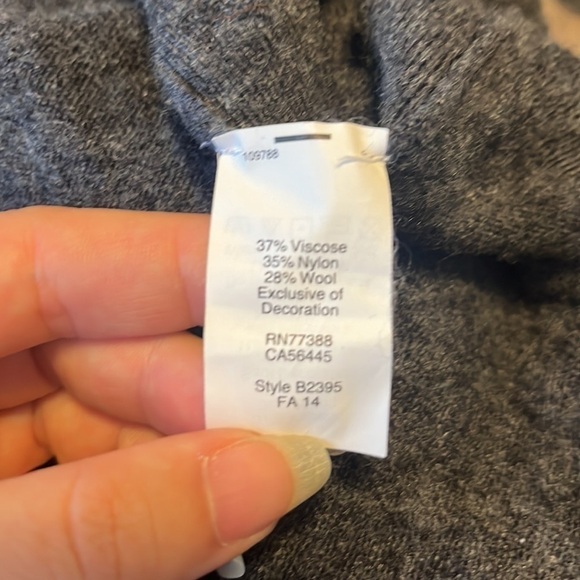 109788
37% Viscose
35% Nylon
28% Wool
Exclusive of
Decoration
RN77388
CA56445
Style B2395
FA 14